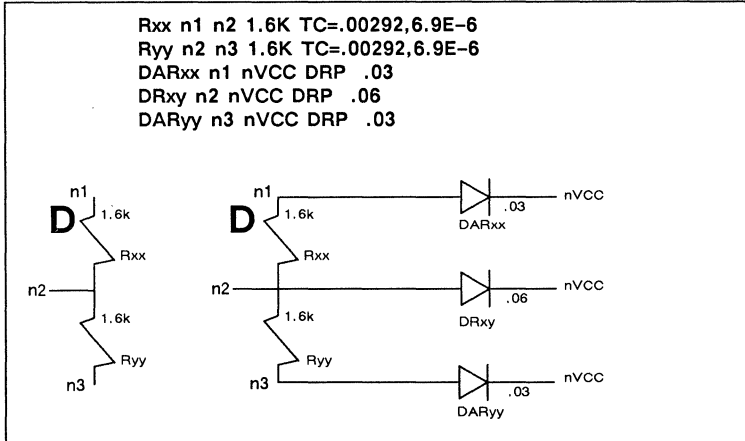 Rxx n1 n2 1.6K TC=.00292,6.9E-6
Ryy n2 n3 1.6K TC=.00292,6.9E-6
DARxx n1 nVCC DRP .03
DRxy n2 nVCC DRP .06
DARyy n3 nVCC DRP .03
n1
D
1.6k
Rxx
n2
1.6k
Ryy
n3
n1
D
1.6k
Rxx
n2
1.6k
Ryy
n3
nVCC
.03
DARxx
nVCC
.06
DRxy
nVCC
.03
DARyy